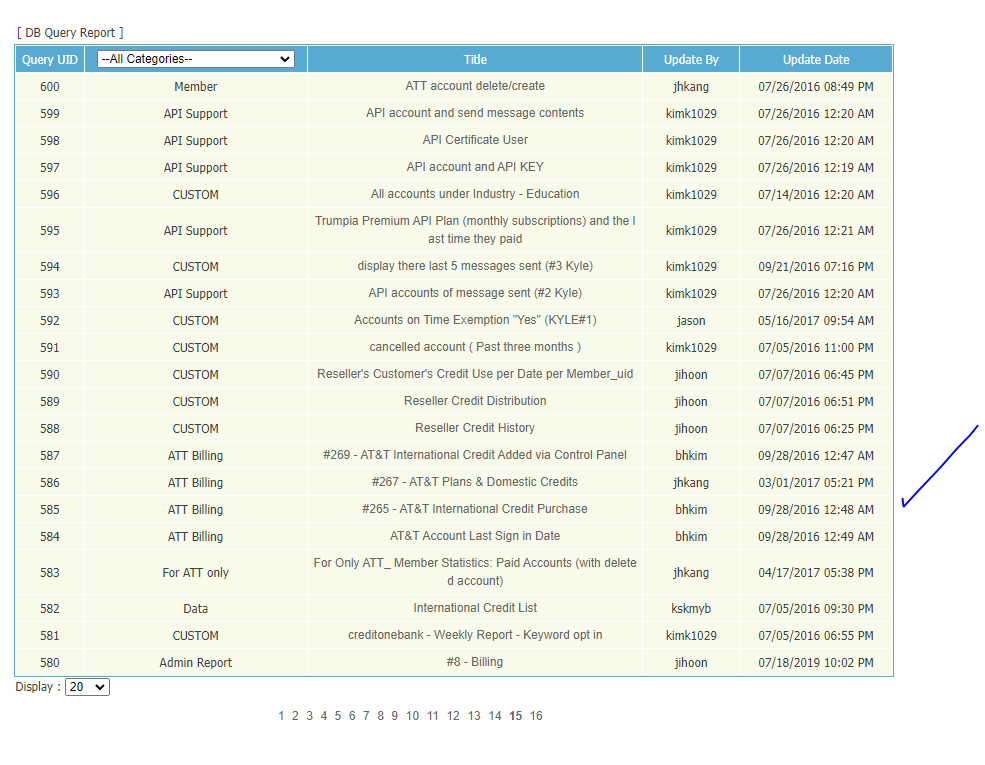 [ DB Query Report ]
Query UID --All Categories-- Title Update By Update Date
600 Member ATT account delete/create jhkang 07/26/2016 08:49 PM
599 API Support API account and send message contents kimk1029 07/26/2016 12:20 AM
598 API Support API Certificate User kimk1029 07/26/2016 12:20 AM
597 API Support API account and API KEY kimk1029 07/26/2016 12:19 AM
596 CUSTOM All accounts under Industry - Education kimk1029 07/14/2016 12:20 AM
595 API Support Trumpia Premium API Plan (monthly subscriptions) and the l
ast time they paid kimk1029 07/26/2016 12:21 AM
594 CUSTOM display there last 5 messages sent (#3 Kyle) kimk1029 09/21/2016 07:16 PM
593 API Support API accounts of message sent (#2 Kyle) kimk1029 07/26/2016 12:20 AM
592 CUSTOM Accounts on Time Exemption "Yes" (KYLE#1) jason 05/16/2017 09:54 AM
591 CUSTOM cancelled account ( Past three months ) kimk1029 07/05/2016 11:00 PM
590 CUSTOM Reseller's Customer's Credit Use per Date per Member_uid jihoon 07/07/2016 06:45 PM
589 CUSTOM Reseller Credit Distribution jihoon 07/07/2016 06:51 PM
588 CUSTOM Reseller Credit History jihoon 07/07/2016 06:25 PM
587 ATT Billing #269 - AT&T International Credit Added via Control Panel bhkim 09/28/2016 12:47 AM
586 ATT Billing #267 - AT&T Plans & Domestic Credits jhkang 03/01/2017 05:21 PM
585 ATT Billing #265 - AT&T International Credit Purchase bhkim 09/28/2016 12:48 AM
584 ATT Billing AT&T Account Last Sign in Date bhkim 09/28/2016 12:49 AM
583 For ATT only For Only ATT_ Member Statistics: Paid Accounts (with delete
d account) jhkang 04/17/2017 05:38 PM
582 Data International Credit List kskmyb 07/05/2016 09:30 PM
581 CUSTOM creditonebank - Weekly Report - Keyword opt in kimk1029 07/05/2016 06:55 PM
580 Admin Report #8 - Billing jihoon 07/18/2019 10:02 PM
Display : 20
1 2 3 4 5 6 7 8 9 10 11 12 13 14 15 16